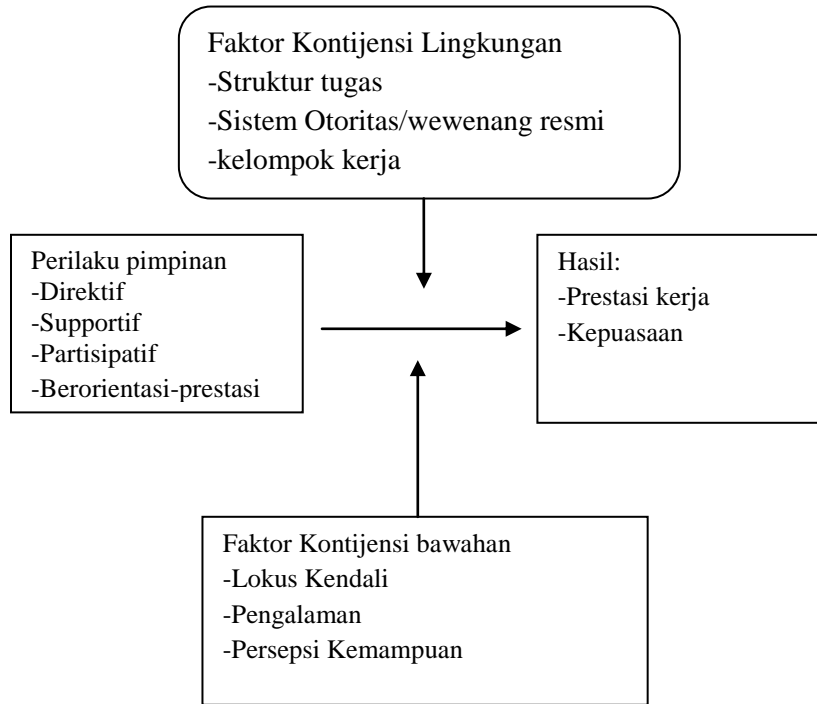 Faktor Kontijensi Lingkungan
-Struktur tugas
-Sistem Otoritas/wewenang resmi
-kelompok kerja
Perilaku pimpinan
-Direktif
-Supportif
-Partisipatif
-Berorientasi-prestasi
Hasil:
-Prestasi kerja
-Kepuasaan
Faktor Kontijensi bawahan
-Lokus Kendali
-Pengalaman
-Persepsi Kemampuan